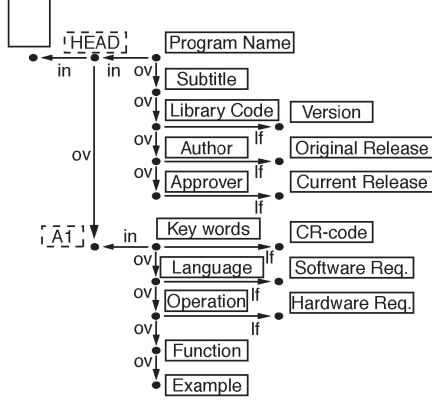 HEAD Program Name
in in ov
Subtitle
ov
Library Code Version
ov lf
Author Original Release
ov ov lf
Approver Current Release
lf
A1 in Key words CR-code
ov lf
Language Software Req.
ov lf
Operation Hardware Req.
ov lf
Function
ov
Example